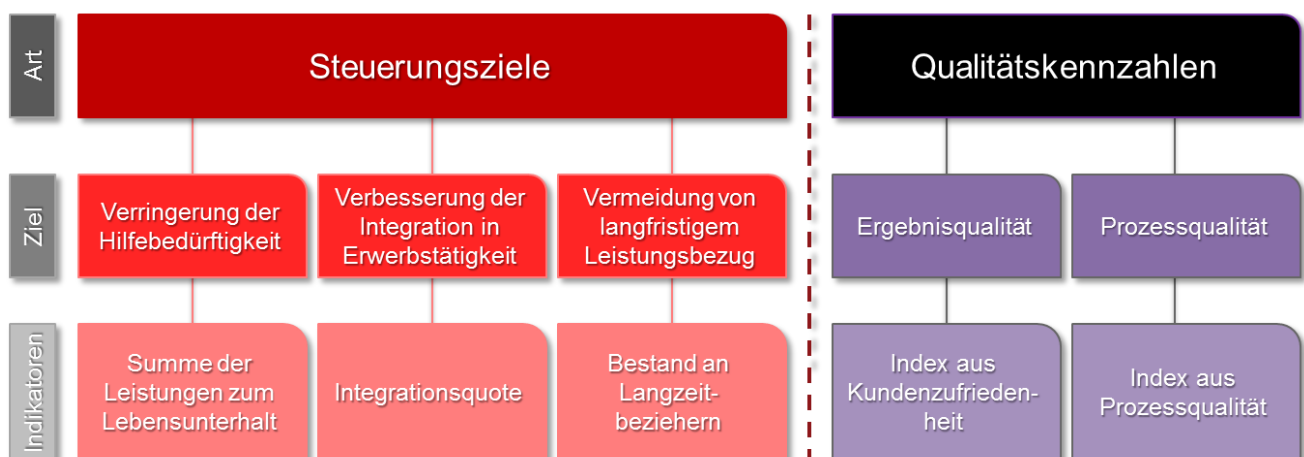 Art
Steuerungsziele
Qualitätskennzahlen
Ziel
Verringerung der
Hilfebedürftigkeit
Verbesserung der
Integration in
Erwerbstätigkeit
Vermeidung von
langfristigem
Leistungsbezug
Ergebnisqualität
Prozessqualität
Indikatoren
Summe der
Leistungen zum
Lebensunterhalt
Integrationsquote
Bestand an
Langzeit-
beziehern
Index aus
Kundenzufrieden-
heit
Index aus
Prozessqualität